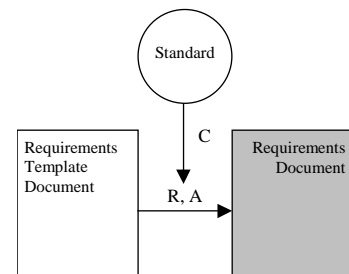 Standard
C
Requirements
Template
Document
R, A
Requirements
Document